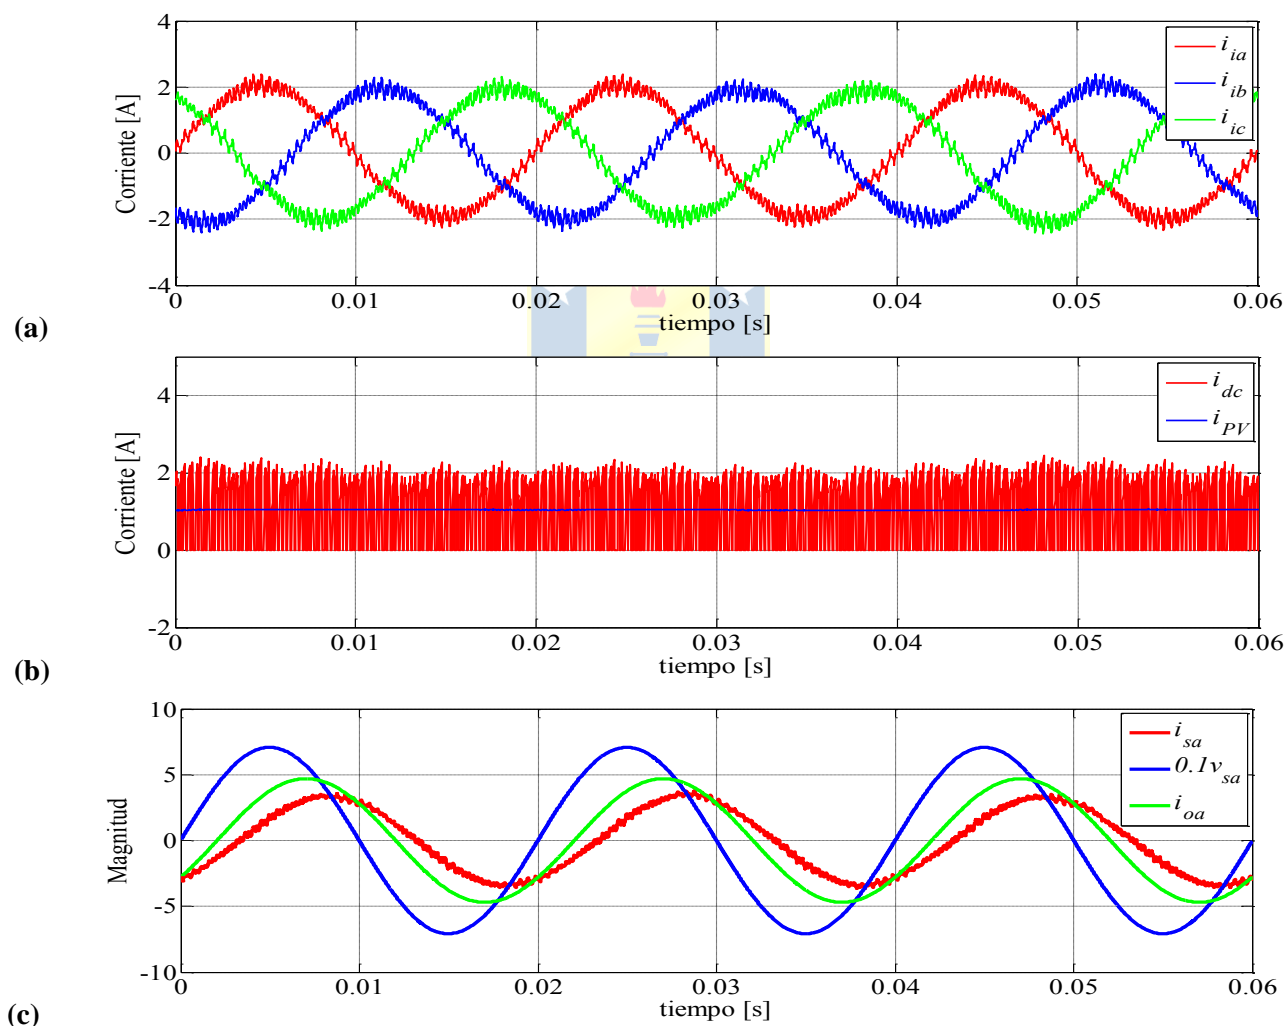 4
2
0
-2
-4
Corriente [A]
i_ia
i_ib
i_ic
0 0.01 0.02 0.03 0.04 0.05 0.06
tiempo [s]
(a)
4
2
0
-2
Corriente [A]
i_dc
i_PV
0 0.01 0.02 0.03 0.04 0.05 0.06
tiempo [s]
(b)
10
5
0
-5
-10
Magnitud
i_sa
0.1v_sa
i_oa
0 0.01 0.02 0.03 0.04 0.05 0.06
tiempo [s]
(c)